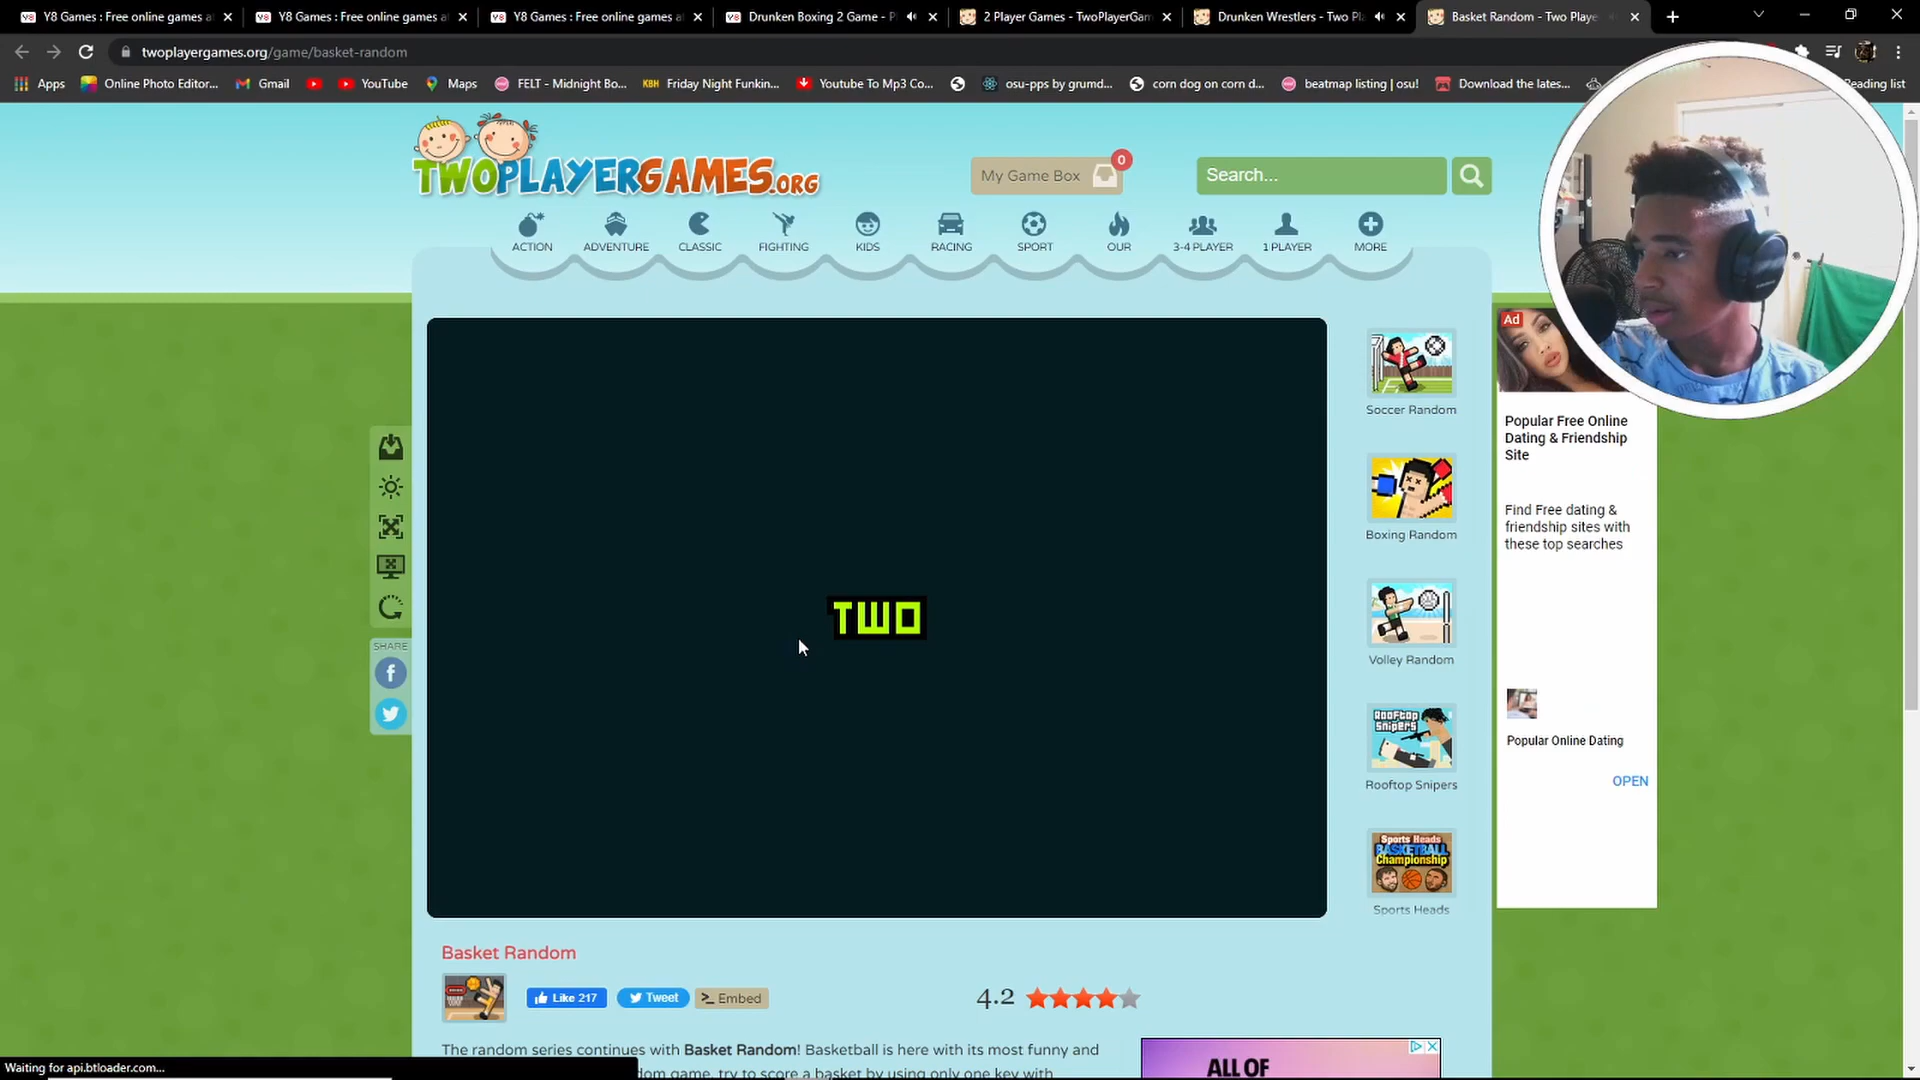 Y8 Games : Free online games a
Y8 Games : Free online games a
Y8 Games : Free online games at
Drunken Boxing 2 Game - P
2 Player Games - TwoPlayerGam
Drunken Wrestlers - Two Pl
Basket Random - Two Playe
twoplayergames.org/game/basket-random
Apps
Online Photo Editor...
Gmail
YouTube
Maps
FELT - Midnight Bo...
KBH
Friday Night Funkin...
Youtube To Mp3 Co...
osu-pps by grumd...
corn dog on corn d...
beatmap listing | osu!
Download the lates...
Reading list
TWOPLAYERGAMES.ORG
My Game Box
0
Search...
ACTION
ADVENTURE
CLASSIC
FIGHTING
KIDS
RACING
SPORT
OUR
3-4 PLAYER
1 PLAYER
MORE
TWO
SHARE
Soccer Random
Boxing Random
Volley Random
Rooftop Snipers
Rooftop Snipers
Sports Heads
BASKETBALL
Championship
Sports Heads
Ad
Popular Free Online
Dating & Friendship
Site
Find Free dating &
friendship sites with
these top searches
Popular Online Dating
OPEN
Basket Random
Like 217
Tweet
Embed
4.2
The random series continues with Basket Random! Basketball is here with its most funny and
dom game, try to score a basket by using only one key with
ALL OF
Waiting for api.btloader.com...